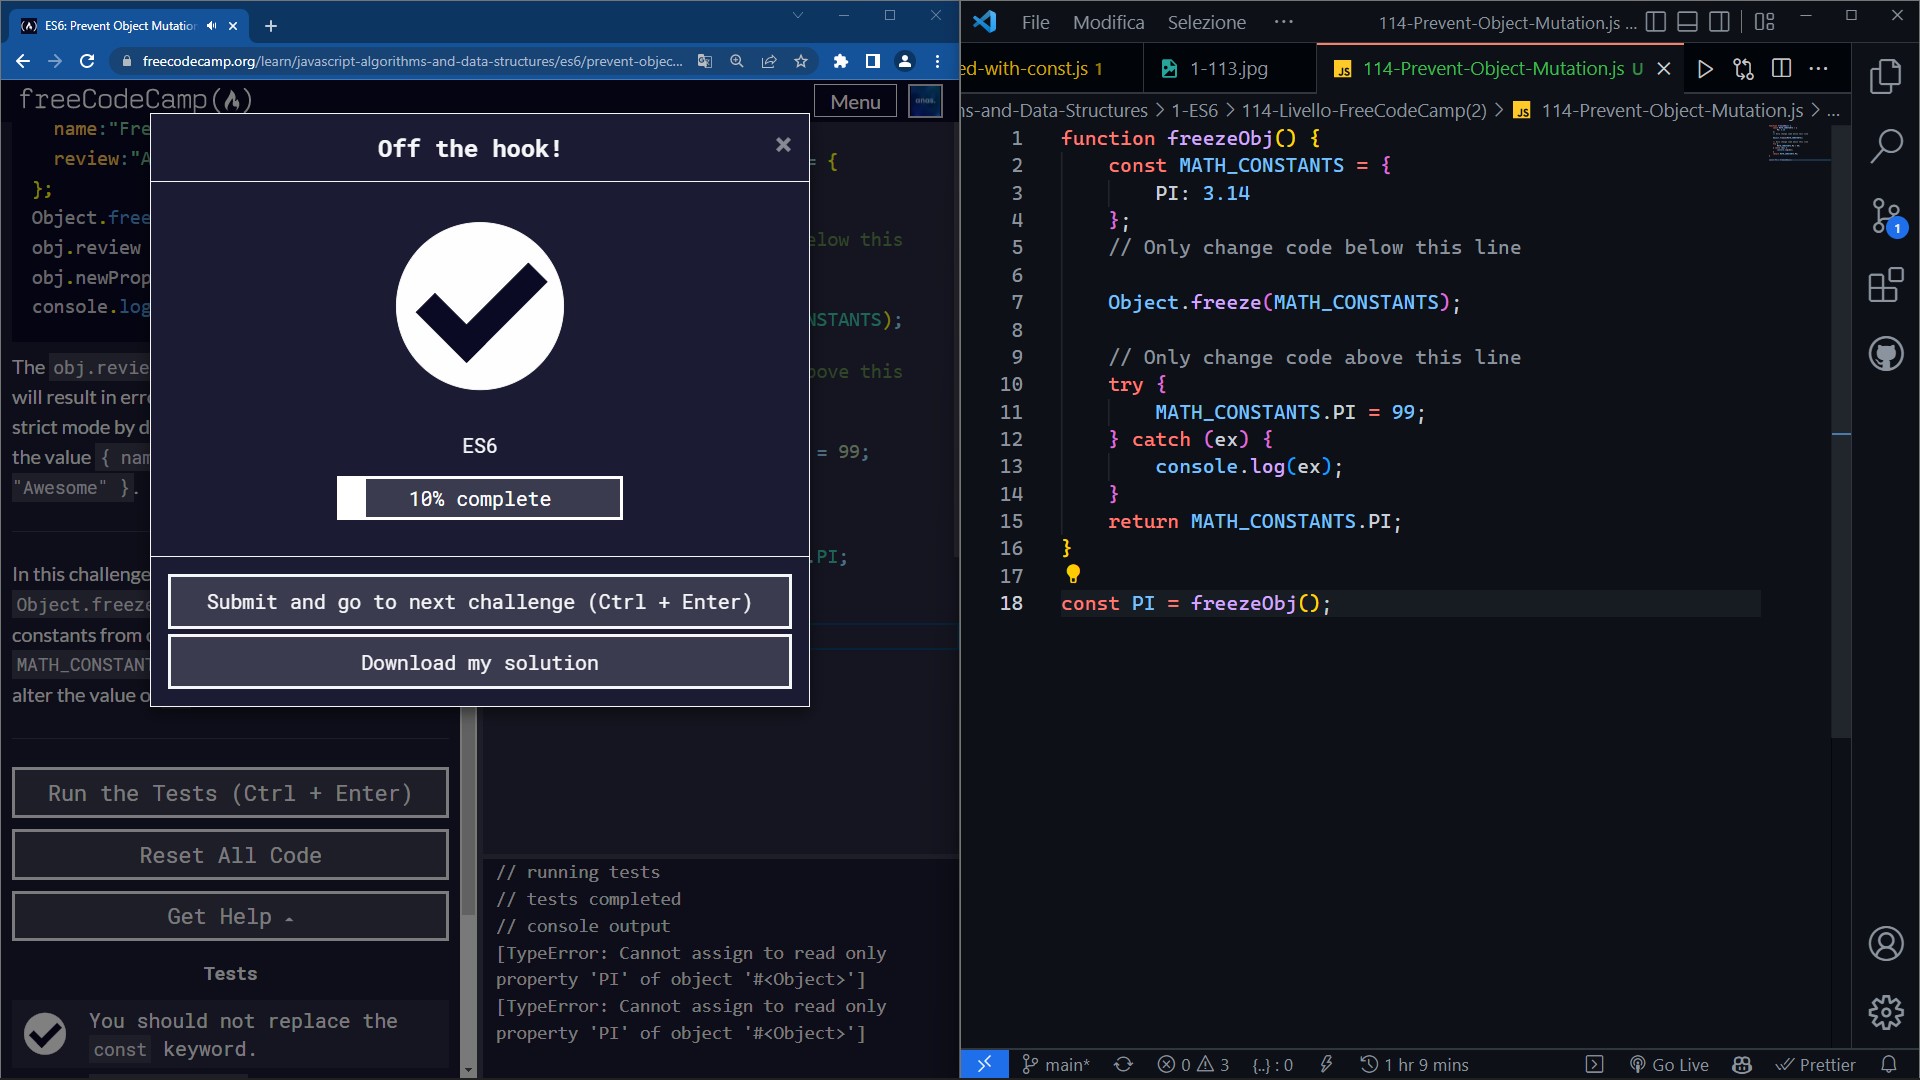 ES6: Prevent Object Mutation
freecodecamp.org/learn/javascript-algorithms-and-data-structures/es6/prevent-objec...
freeCodeCamp
Menu
name:"Fre
review:"A
};
Object.free
obj.review
obj.newProp
console.log
The obj.revie
will result in erro
strict mode by d
the value { nam
"Awesome" }.
In this challenge
Object.freeze
constants from
MATH_CONSTANT
alter the value o
Run the Tests (Ctrl + Enter)
Reset All Code
Get Help
Tests
You should not replace the
const keyword.
= {
elow this
NSTANTS);
bove this
= 99;
.PI;
Off the hook!
×
ES6
10% complete
Submit and go to next challenge (Ctrl + Enter)
Download my solution
// running tests
// tests completed
// console output
[TypeError: Cannot assign to read only
property 'PI' of object '#<Object>']
[TypeError: Cannot assign to read only
property 'PI' of object '#<Object>']
File Modifica Selezione ··· 114-Prevent-Object-Mutation.js ...
ed-with-const.js 1 1-113.jpg JS 114-Prevent-Object-Mutation.js U
ns-and-Data-Structures > 1-ES6 > 114-Livello-FreeCodeCamp(2) > JS 114-Prevent-Object-Mutation.js > ...
1 function freezeObj() {
2 const MATH_CONSTANTS = {
3 PI: 3.14
4 };
5 // Only change code below this line
6
7 Object.freeze(MATH_CONSTANTS);
8
9 // Only change code above this line
10 try {
11 MATH_CONSTANTS.PI = 99;
12 } catch (ex) {
13 console.log(ex);
14 }
15 return MATH_CONSTANTS.PI;
16 }
17
18 const PI = freezeObj();
1
main* 0 3 {..} : 0 1 hr 9 mins Go Live Prettier